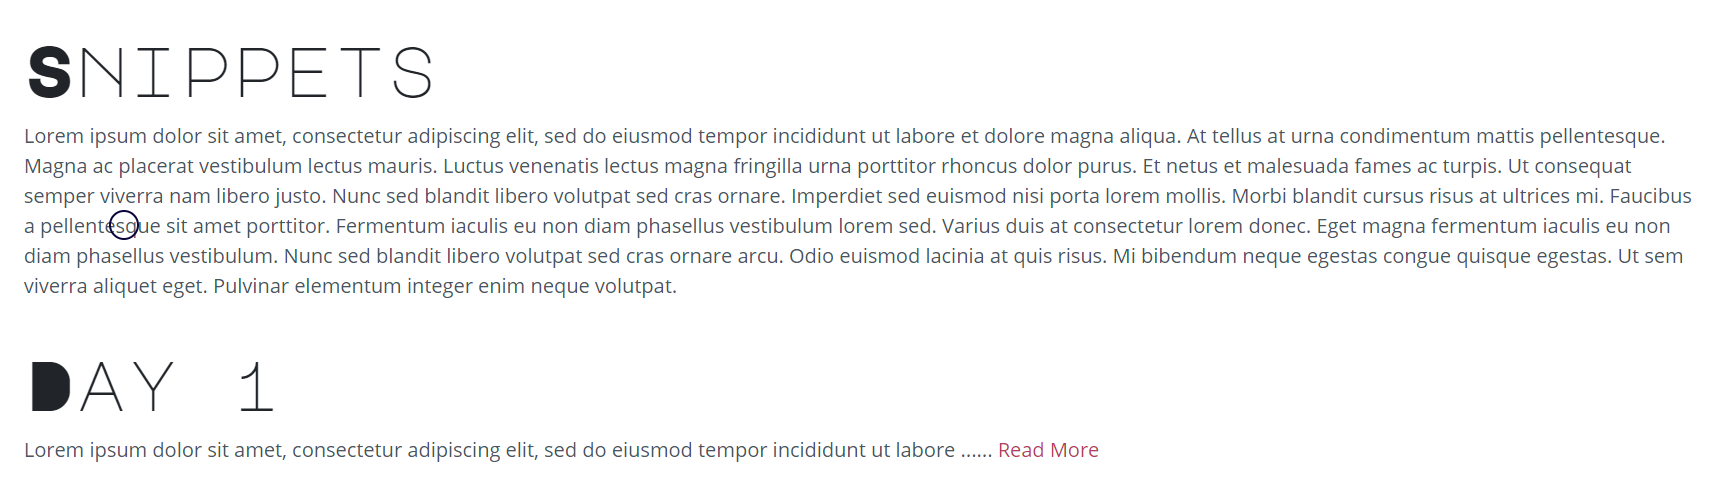 SNIPPETS
Lorem ipsum dolor sit amet, consectetur adipiscing elit, sed do eiusmod tempor incididunt ut labore et dolore magna aliqua. At tellus at urna condimentum mattis pellentesque.
Magna ac placerat vestibulum lectus mauris. Luctus venenatis lectus magna fringilla urna porttitor rhoncus dolor purus. Et netus et malesuada fames ac turpis. Ut consequat
semper viverra nam libero justo. Nunc sed blandit libero volutpat sed cras ornare. Imperdiet sed euismod nisi porta lorem mollis. Morbi blandit cursus risus at ultrices mi. Faucibus
a pellentesque sit amet porttitor. Fermentum iaculis eu non diam phasellus vestibulum lorem sed. Varius duis at consectetur lorem donec. Eget magna fermentum iaculis eu non
diam phasellus vestibulum. Nunc sed blandit libero volutpat sed cras ornare arcu. Odio euismod lacinia at quis risus. Mi bibendum neque egestas congue quisque egestas. Ut sem
viverra aliquet eget. Pulvinar elementum integer enim neque volutpat.
DAY 1
Lorem ipsum dolor sit amet, consectetur adipiscing elit, sed do eiusmod tempor incididunt ut labore ...... Read More